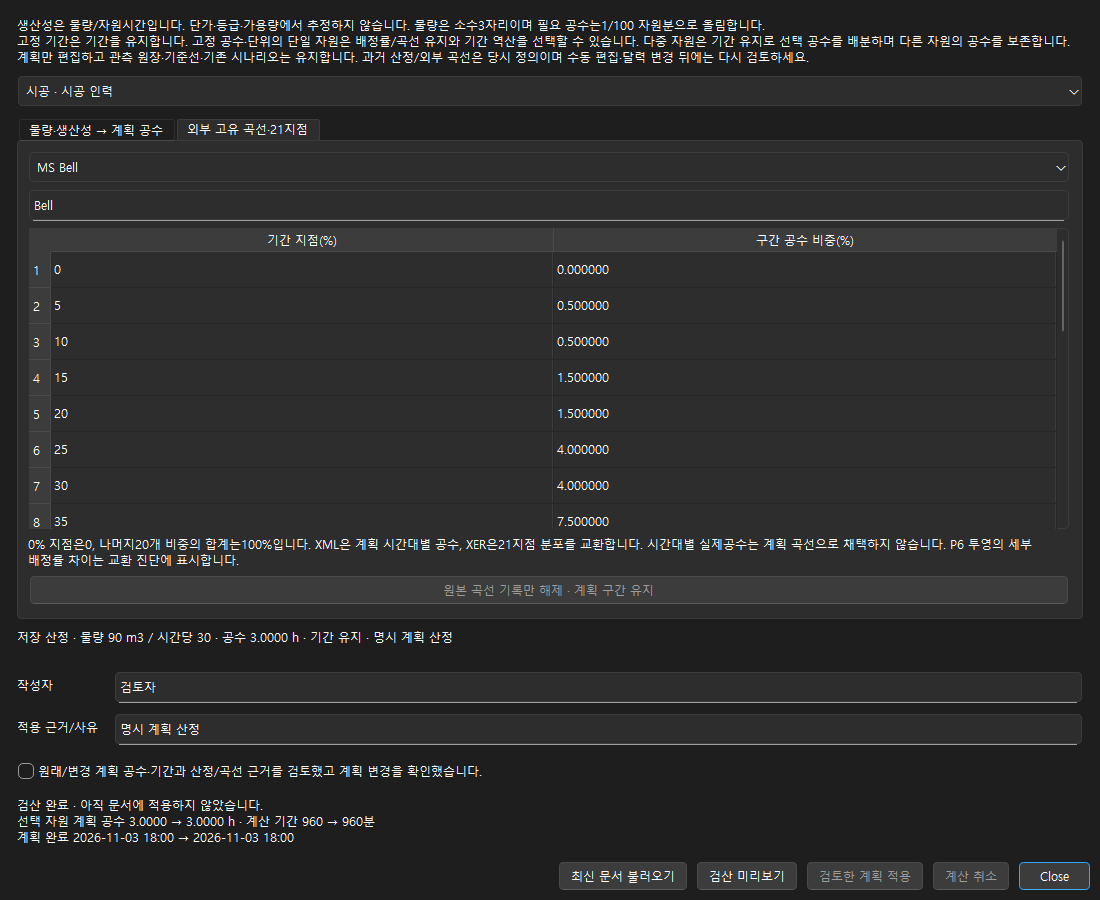 생산성은 물량/자원시간입니다. 단가·등급·가용량에서 추정하지 않습니다. 물량은 소수3자리이며 필요 공수는1/100 자원분으로 올림합니다.
고정 기간은 기간을 유지합니다. 고정 공수·단위의 단일 자원은 배정률/곡선 유지와 기간 역산을 선택할 수 있습니다. 다중 자원은 기간 유지로 선택 공수를 배분하며 다른 자원의 공수를 보존합니다.
계획만 편집하고 관측 원장·기준선·기존 시나리오는 유지합니다. 과거 산정/외부 곡선은 당시 정의이며 수동 편집·달력 변경 뒤에는 다시 검토하세요.
시공 · 시공 인력
물량·생산성 → 계획 공수
외부 고유 곡선·21지점
MS Bell
Bell
기간 지점(%) 구간 공수 비중(%)
1 0 0.000000
2 5 0.500000
3 10 0.500000
4 15 1.500000
5 20 1.500000
6 25 4.000000
7 30 4.000000
8 35 7.500000
0% 지점은0, 나머지20개 비중의 합계는100%입니다. XML은 계획 시간대별 공수, XER은21지점 분포를 교환합니다. 시간대별 실제공수는 계획 곡선으로 채택하지 않습니다. P6 투영의 세부
배정률 차이는 교환 진단에 표시합니다.
원본 곡선 기록만 해제 · 계획 구간 유지
저장 산정 · 물량 90 m3 / 시간당 30 · 공수 3.0000 h · 기간 유지 · 명시 계획 산정
작성자 검토자
적용 근거/사유 명시 계획 산정
원래/변경 계획 공수·기간과 산정/곡선 근거를 검토했고 계획 변경을 확인했습니다.
검산 완료 · 아직 문서에 적용하지 않았습니다.
선택 자원 계획 공수 3.0000 → 3.0000 h · 계산 기간 960 → 960분
계획 완료 2026-11-03 18:00 → 2026-11-03 18:00
최신 문서 불러오기 검산 미리보기 검토한 계획 적용 계산 취소 Close